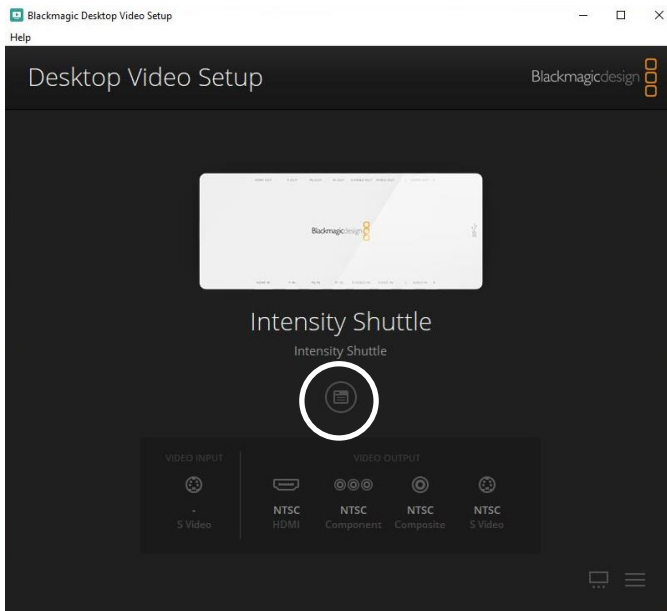 Blackmagic Desktop Video Setup
Help
Desktop Video Setup
Blackmagicdesign
Blackmagicdesign
Intensity Shuttle
Intensity Shuttle
VIDEO INPUT
VIDEO OUTPUT
-
NTSC
NTSC
NTSC
NTSC
S Video
HDMI
Component
Composite
S Video